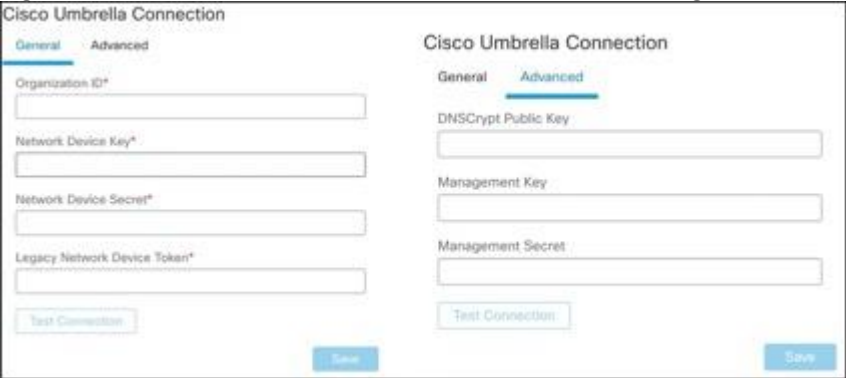 Cisco Umbrella Connection
General Advanced
Organization ID*
Network Device Key*
Network Device Secret*
Legacy Network Device Token*
Test Connection
Save
Cisco Umbrella Connection
General Advanced
DNSCrypt Public Key
Management Key
Management Secret
Test Connection
Save